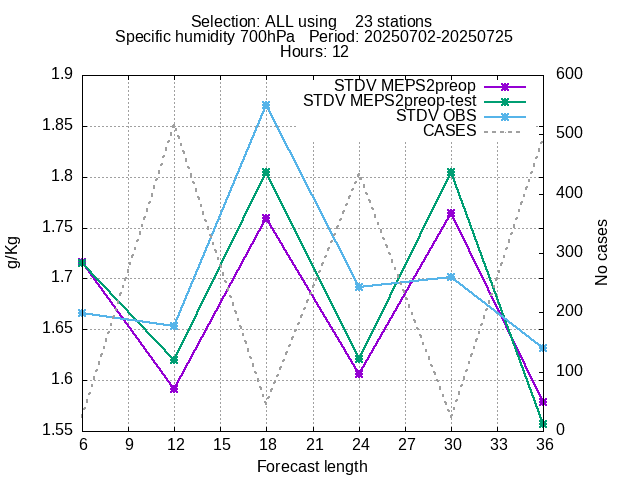 Selection: ALL using    23 stations
Specific humidity 700hPa   Period: 20250702-20250725
Hours: 12
STDV MEPS2preop
STDV MEPS2preop-test
STDV OBS
CASES
1.9
1.85
1.8
1.75
1.7
1.65
1.6
1.55
g/Kg
600
500
400
300
200
100
0
No cases
6 9 12 15 18 21 24 27 30 33 36
Forecast length